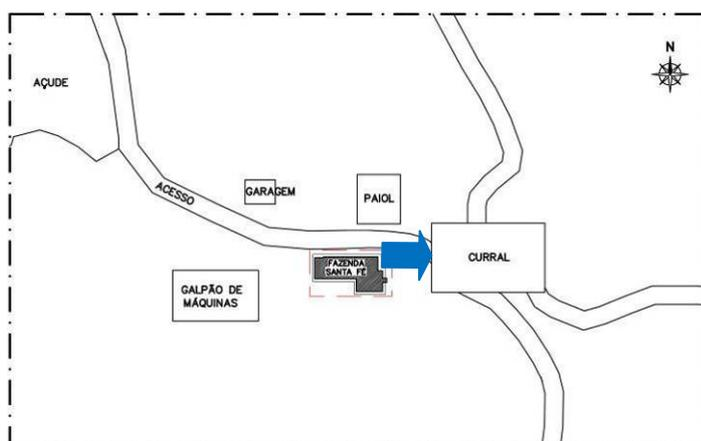 N
AÇUDE
ACESSO
GARAGEM
PAIOL
CURRAL
FAZENDA
SANTA FÉ
GALPÃO DE
MÁQUINAS